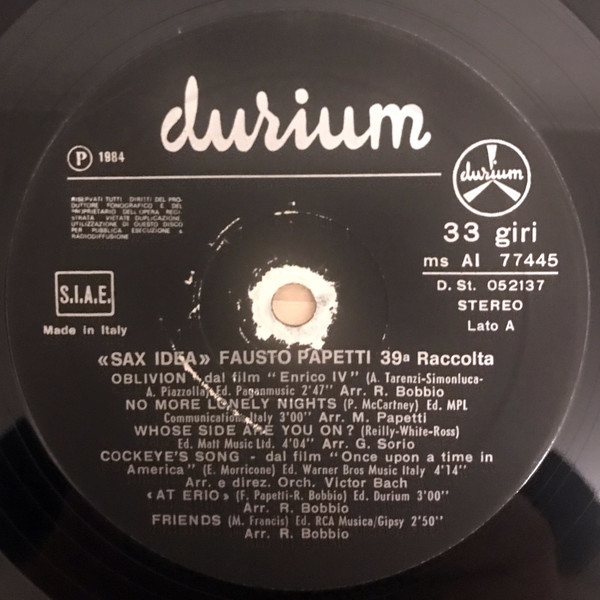 durium
P 1984
durium
RISERVATI TUTTI I DIRITTI DEL PRO-
DUTTORE FONOGRAFICO E DEL
PROPRIETARIO DELL'OPERA REGI-
STRATA VIETATE DUPLICAZIONE
UTILIZZAZIONE DI QUESTO DISCO
PER PUBBLICA ESECUZIONE &
RADIODIFFUSIONE
33 giri
ms AI 77445
D. St. 052137
STEREO
Lato A
S.I.A.E.
Made in Italy
«SAX IDEA» FAUSTO PAPETTI 39a Raccolta
OBLIVION - dal film "Enrico IV" (A. Tarenzi-Simonluca-
A. Piazzolla) Ed. Paganmusic 2'47" Arr. R. Bobbio
NO MORE LONELY NIGHTS (P. McCartney) Ed. MPL
Communication Italy 3'00" Arr. M. Papetti
WHOSE SIDE ARE YOU ON? (Reilly-White-Ross)
Ed. Matt Music Ltd. 4'04" Arr. G. Sorio
COCKEYE'S SONG - dal film "Once upon a time in
America" (E. Morricone) Ed. Warner Bros Music Italy 4'14"
Arr. e direz. Orch. Victor Bach
«AT ERIO» (F. Papetti-R. Bobbio) Ed. Durium 3'00"
Arr. R. Bobbio
FRIENDS (M. Francis) Ed. RCA Musica/Gipsy 2'50"
Arr. R. Bobbio